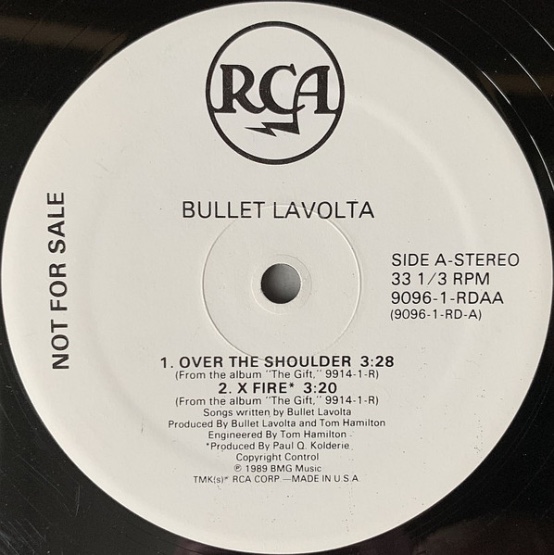 RCA
BULLET LAVOLTA
NOT FOR SALE
SIDE A-STEREO
33 1/3 RPM
9096-1-RDAA
(9096-1-RD-A)
1. OVER THE SHOULDER 3:28
(From the album "The Gift," 9914-1-R)
2. X FIRE* 3:20
(From the album "The Gift," 9914-1-R)
Songs written by Bullet Lavolta
Produced By Bullet Lavolta and Tom Hamilton
Engineered By Tom Hamilton
*Produced By Paul Q. Kolderie
Copyright Control
℗ 1989 BMG Music
TMK(s)® RCA CORP.—MADE IN U.S.A.